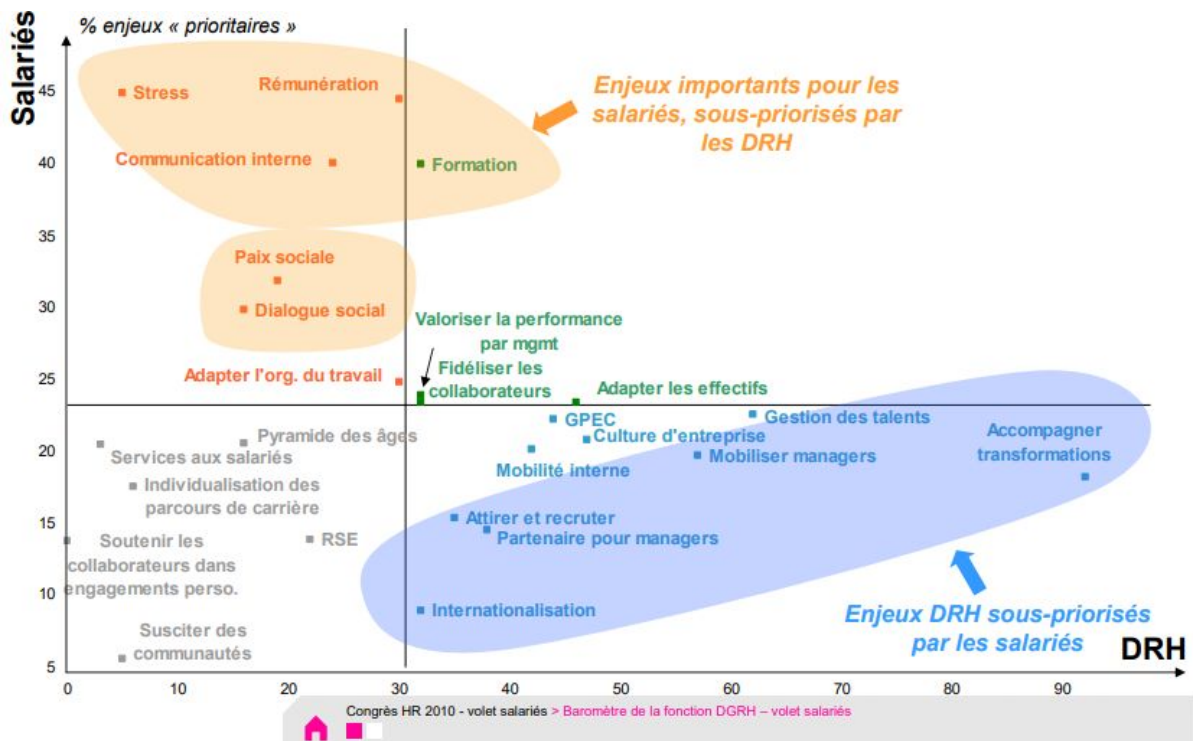 % enjeux « prioritaires »
Salariés
45
40
35
30
25
20
15
10
5
Stress
Rémunération
Communication interne
Formation
Enjeux importants pour les
salariés, sous-priorisés par
les DRH
Paix sociale
Dialogue social
Valoriser la performance
par mgmt
Adapter l'org. du travail
Fidéliser les
collaborateurs
Adapter les effectifs
Pyramide des âges
Services aux salariés
Individualisation des
parcours de carrière
Soutenir les
collaborateurs dans
engagements perso.
RSE
Susciter des
communautés
GPEC
Gestion des talents
Culture d'entreprise
Mobilité interne
Mobiliser managers
Accompagner
transformations
Attirer et recruter
Partenaire pour managers
Internationalisation
Enjeux DRH sous-priorisés
par les salariés
DRH
0 10 20 30 40 50 60 70 80 90
Congrès HR 2010 - volet salariés > Baromètre de la fonction DGRH – volet salariés